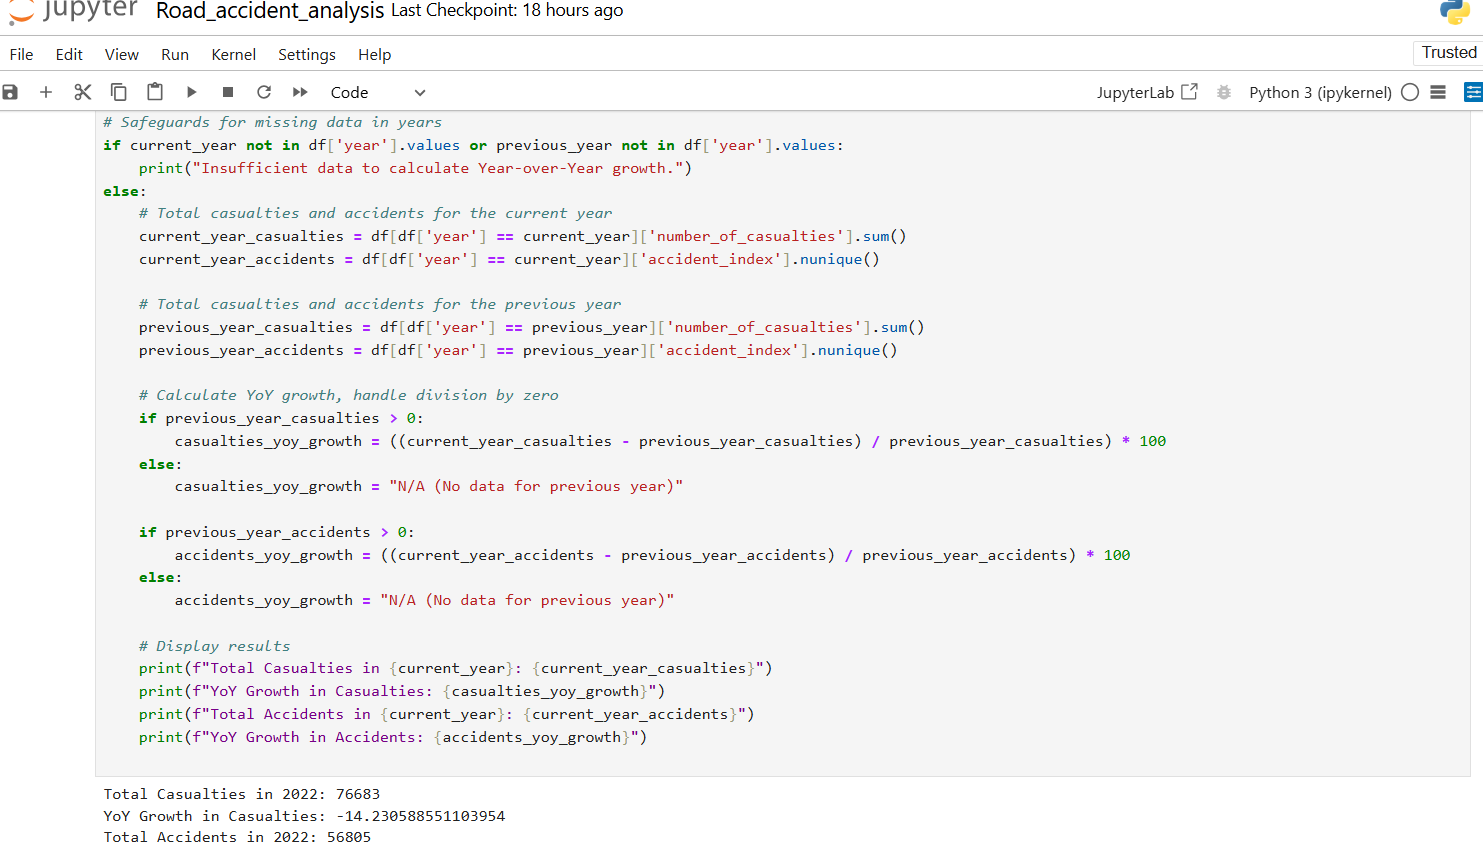 jupyter Road_accident_analysis Last Checkpoint: 18 hours ago
File Edit View Run Kernel Settings Help
Trusted
Code
JupyterLab
Python 3 (ipykernel)
# Safeguards for missing data in years
if current_year not in df['year'].values or previous_year not in df['year'].values:
    print("Insufficient data to calculate Year-over-Year growth.")
else:
    # Total casualties and accidents for the current year
    current_year_casualties = df[df['year'] == current_year]['number_of_casualties'].sum()
    current_year_accidents = df[df['year'] == current_year]['accident_index'].nunique()
    # Total casualties and accidents for the previous year
    previous_year_casualties = df[df['year'] == previous_year]['number_of_casualties'].sum()
    previous_year_accidents = df[df['year'] == previous_year]['accident_index'].nunique()
    # Calculate YoY growth, handle division by zero
    if previous_year_casualties > 0:
        casualties_yoy_growth = ((current_year_casualties - previous_year_casualties) / previous_year_casualties) * 100
    else:
        casualties_yoy_growth = "N/A (No data for previous year)"
    if previous_year_accidents > 0:
        accidents_yoy_growth = ((current_year_accidents - previous_year_accidents) / previous_year_accidents) * 100
    else:
        accidents_yoy_growth = "N/A (No data for previous year)"
    # Display results
    print(f"Total Casualties in {current_year}: {current_year_casualties}")
    print(f"YoY Growth in Casualties: {casualties_yoy_growth}")
    print(f"Total Accidents in {current_year}: {current_year_accidents}")
    print(f"YoY Growth in Accidents: {accidents_yoy_growth}")
Total Casualties in 2022: 76683
YoY Growth in Casualties: -14.230588551103954
Total Accidents in 2022: 56805